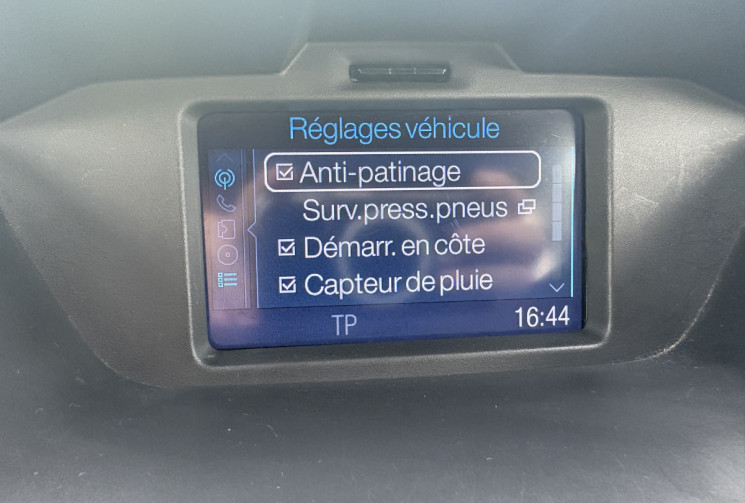 Réglages véhicule
Anti-patinage
Surv.press.pneus
Démarr. en côte
Capteur de pluie
TP
16:44